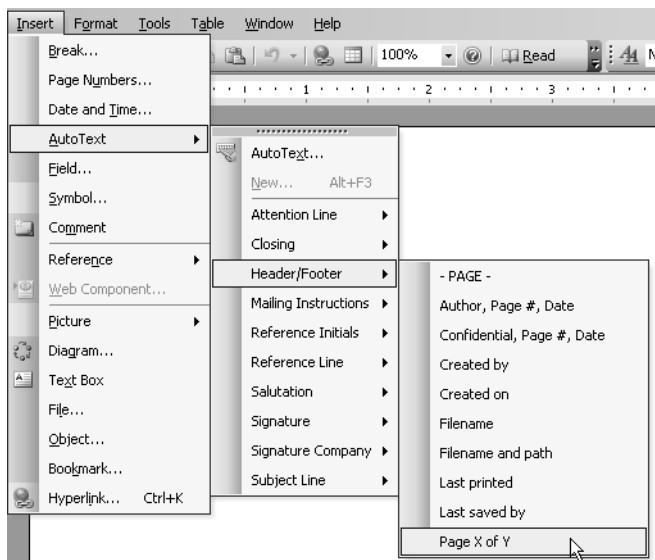 Insert Format Tools Table Window Help
100% Read
1 2 3
Break...
Page Numbers...
Date and Time...
AutoText
Field...
Symbol...
Comment
Reference
Web Component...
Picture
Diagram...
Text Box
File...
Object...
Bookmark...
Hyperlink... Ctrl+K
AutoText...
New... Alt+F3
Attention Line
Closing
Header/Footer
Mailing Instructions
Reference Initials
Reference Line
Salutation
Signature
Signature Company
Subject Line
- PAGE -
Author, Page #, Date
Confidential, Page #, Date
Created by
Created on
Filename
Filename and path
Last printed
Last saved by
Page X of Y